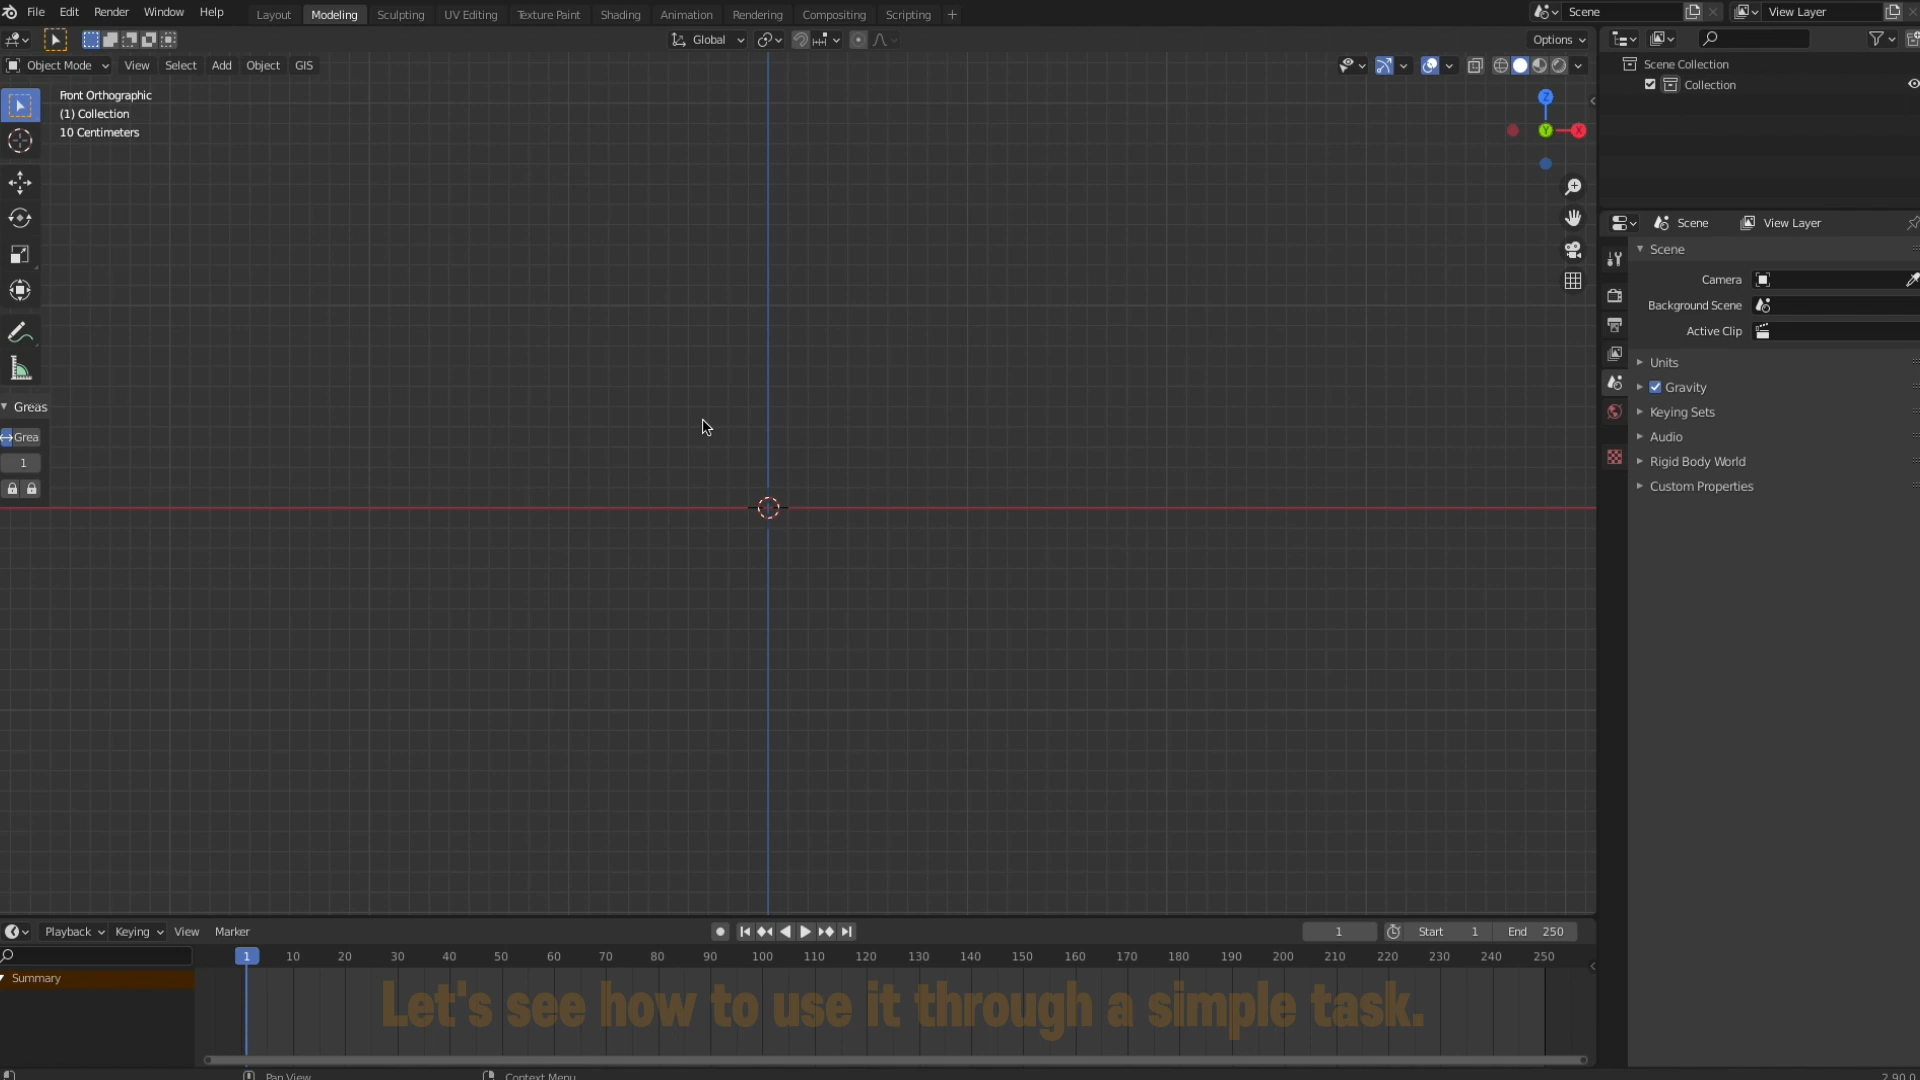 File Edit Render Window Help Layout Modeling Sculpting UV Editing Texture Paint Shading Animation Rendering Compositing Scripting + Scene View Layer
Global Options
Object Mode View Select Add Object GIS
Front Orthographic
(1) Collection
10 Centimeters
Z
Y
X
Greas
Grea
1
Scene Collection
Collection
Scene View Layer
Scene
Camera
Background Scene
Active Clip
Units
Gravity
Keying Sets
Audio
Rigid Body World
Custom Properties
Playback Keying View Marker 1 Start 1 End 250
1 10 20 30 40 50 60 70 80 90 100 110 120 130 140 150 160 170 180 190 200 210 220 230 240 250
Summary
Let's see how to use it through a simple task.
Pan View Context Menu 2.90.0